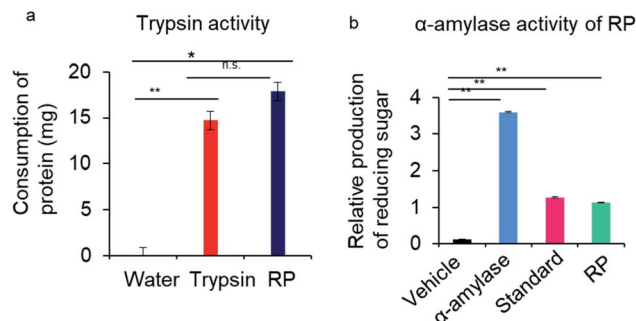 a
Trypsin activity
Consumption of
protein (mg)
20
15
10
5
0
*
n.s.
**
Water
Trypsin
RP
b
α-amylase activity of RP
Relative production
of reducing sugar
4
3
2
1
0
**
**
**
Vehicle
α-amylase
Standard
RP